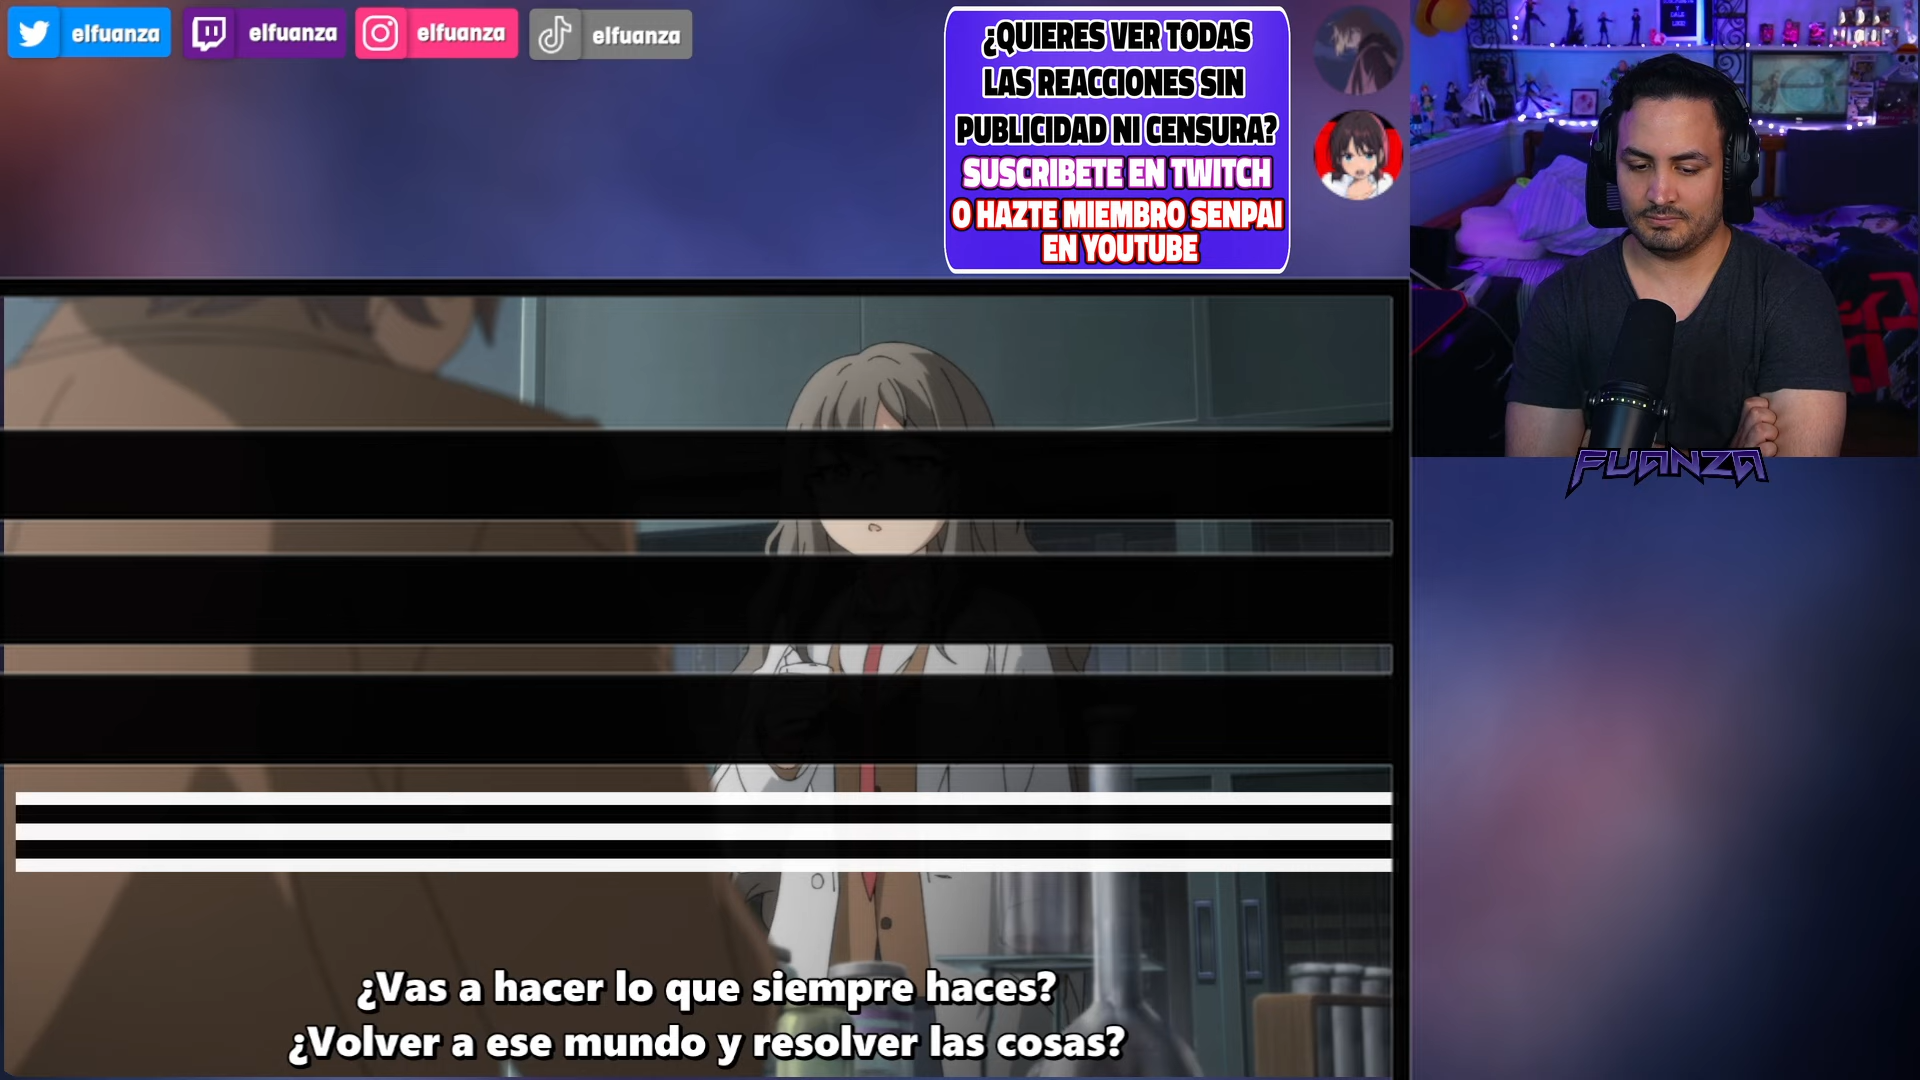 elfuanza
elfuanza
elfuanza
elfuanza
¿QUIERES VER TODAS
LAS REACCIONES SIN
PUBLICIDAD NI CENSURA?
SUSCRIBETE EN TWITCH
O HAZTE MIEMBRO SENPAI
EN YOUTUBE
FUANZA
¿Vas a hacer lo que siempre haces?
¿Volver a ese mundo y resolver las cosas?